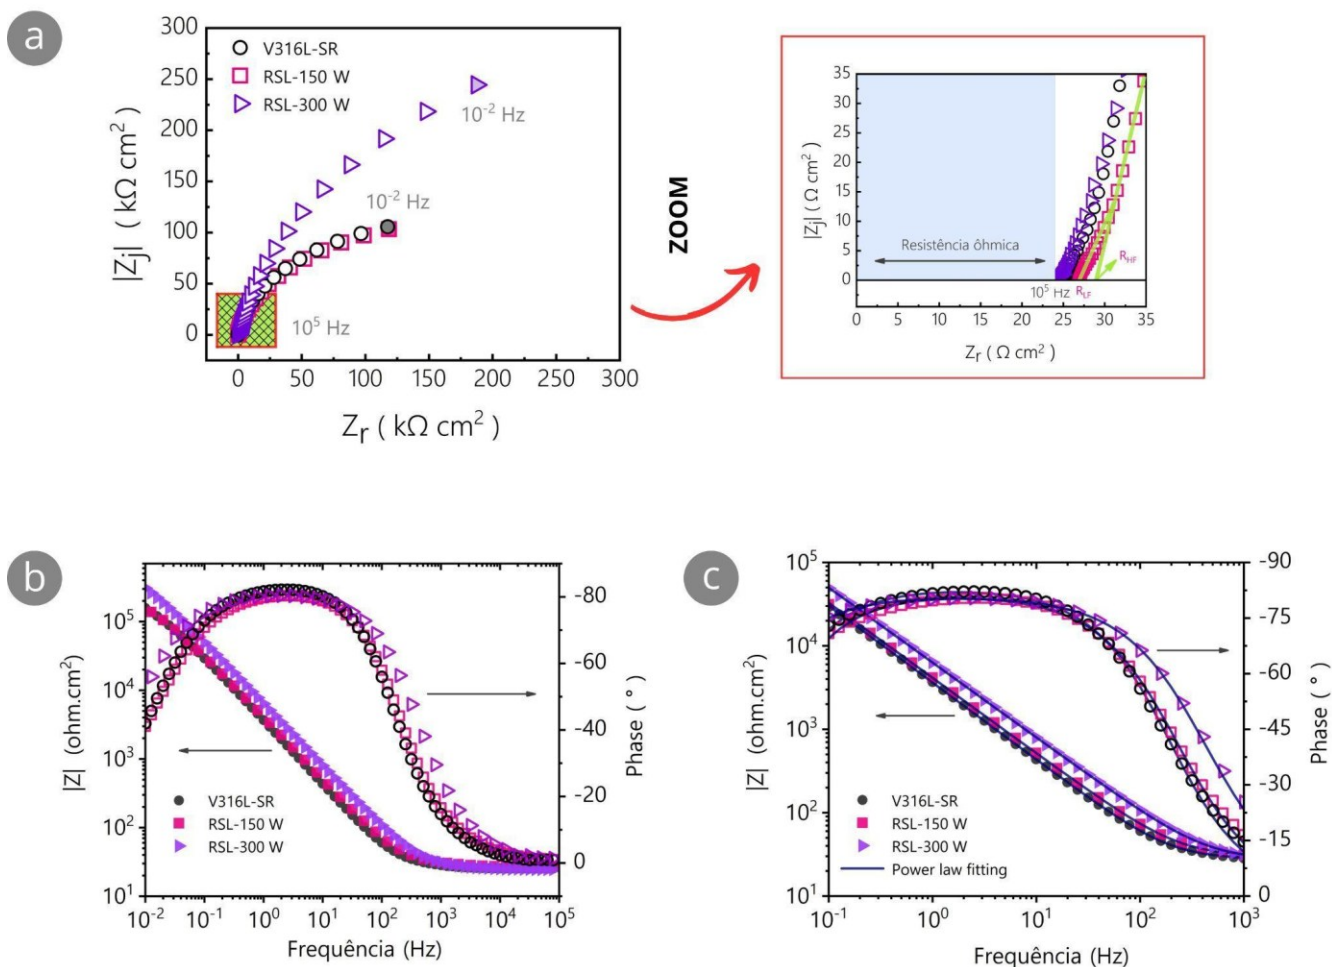 a
300
250
200
150
100
50
0
|Zj| ( kΩ cm²)
V316L-SR
RSL-150 W
RSL-300 W
10⁻² Hz
10⁻² Hz
10⁵ Hz
0 50 100 150 200 250 300
Zr ( kΩ cm²)
ZOOM
35
30
25
20
15
10
5
0
|Zj| ( Ω cm²)
Resistência ôhmica
10⁵ Hz
R_LF
R_HF
0 5 10 15 20 25 30 35
Zr ( Ω cm²)
b
10⁵
10⁴
10³
10²
10¹
|Z| (ohm.cm²)
V316L-SR
RSL-150 W
RSL-300 W
-80
-60
-40
-20
0
Phase ( ° )
10⁻² 10⁻¹ 10⁰ 10¹ 10² 10³ 10⁴ 10⁵
Frequência (Hz)
c
10⁵
10⁴
10³
10²
10¹
|Z| (ohm.cm²)
V316L-SR
RSL-150 W
RSL-300 W
Power law fitting
-90
-75
-60
-45
-30
-15
0
Phase ( ° )
10⁻¹ 10⁰ 10¹ 10² 10³
Frequência (Hz)